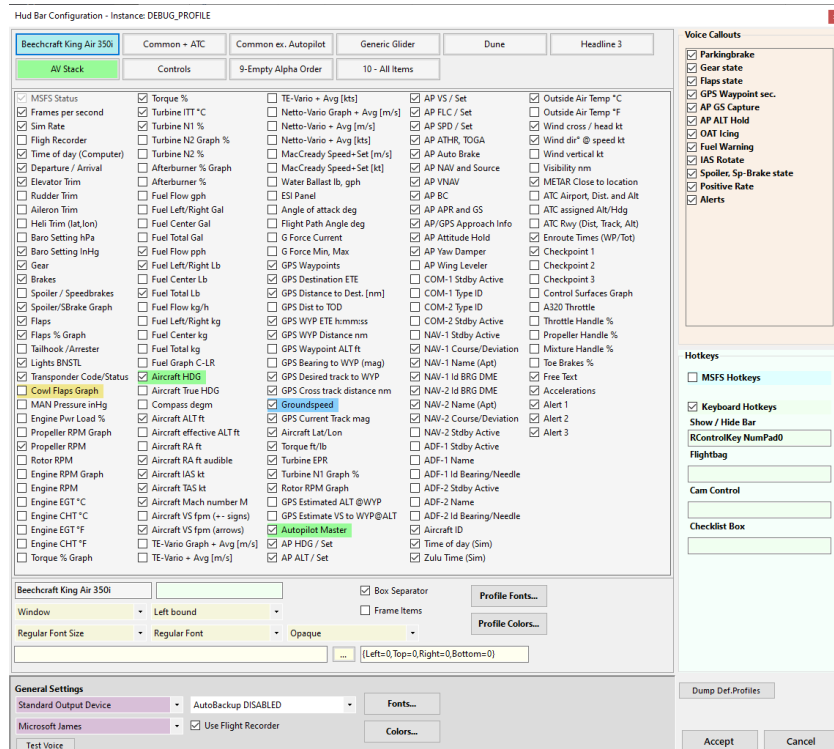 Hud Bar Configuration - Instance: DEBUG_PROFILE
Beechcraft King Air 350i
Common + ATC
Common ex. Autopilot
Generic Glider
Dune
Headline 3
AV Stack
Controls
9-Empty Alpha Order
10 - All Items
MSFS Status
Frames per second
Sim Rate
Fligh Recorder
Time of day (Computer)
Departure / Arrival
Elevator Trim
Rudder Trim
Aileron Trim
Heli Trim (lat,lon)
Baro Setting hPa
Baro Setting InHg
Gear
Brakes
Spoiler / Speedbrakes
Spoiler/SBrake Graph
Flaps
Flaps % Graph
Tailhook /Arrester
Lights BNSTL
Transponder Code/Status
Cowl Flaps Graph
MAN Pressure inHg
Engine Pwr Load %
Propeller RPM Graph
Propeller RPM
Rotor RPM
Engine RPM Graph
Engine RPM
Engine EGT °C
Engine CHT °C
Engine EGT °F
Engine CHT °F
Torque % Graph
Torque %
Turbine ITT °C
Turbine N1 %
Turbine N2 Graph %
Turbine N2 %
Afterburner % Graph
Afterburner %
Fuel Flow gph
Fuel Left/Right Gal
Fuel Center Gal
Fuel Total Gal
Fuel Flow pph
Fuel Left/Right Lb
Fuel Center Lb
Fuel Total Lb
Fuel Flow kg/h
Fuel Left/Right kg
Fuel Center kg
Fuel Total kg
Fuel Graph C-LR
Aircraft HDG
Aircraft True HDG
Compass degm
Aircraft ALT ft
Aircraft effective ALT ft
Aircraft RA ft
Aircraft RA ft audible
Aircraft IAS kt
Aircraft TAS kt
Aircraft Mach number M
Aircraft VS fpm (+- signs)
Aircraft VS fpm (arrows)
TE-Vario Graph + Avg [m/s]
TE-Vario + Avg [m/s]
TE-Vario + Avg [kts]
Netto-Vario Graph + Avg [m/s]
Netto-Vario + Avg [m/s]
Netto-Vario + Avg [kts]
MacCready Speed+Set [m/s]
MacCready Speed+Set [kt]
Water Ballast lb, gph
ESI Panel
Angle of attack deg
Flight Path Angle deg
G Force Current
G Force Min, Max
GPS Waypoints
GPS Destination ETE
GPS Distance to Dest. [nm]
GPS Dist to TOD
GPS WYP ETE h:mm:ss
GPS WYP Distance nm
GPS Waypoint ALT ft
GPS Bearing to WYP (mag)
GPS Desired track to WYP
GPS Cross track distance nm
Groundspeed
GPS Current Track mag
Aircraft Lat/Lon
Torque ft/lb
Turbine EPR
Turbine N1 Graph %
Rotor RPM Graph
GPS Estimated ALT @WYP
GPS Estimate VS to WYP@ALT
Autopilot Master
AP HDG / Set
AP ALT / Set
AP VS / Set
AP FLC / Set
AP SPD / Set
AP ATHR, TOGA
AP Auto Brake
AP NAV and Source
AP VNAV
AP BC
AP APR and GS
AP/GPS Approach Info
AP Attitude Hold
AP Yaw Damper
AP Wing Leveler
COM-1 Stdby Active
COM-1 Type ID
COM-2 Type ID
COM-2 Stdby Active
NAV-1 Stdby Active
NAV-1 Course/Deviation
NAV-1 Name (Apt)
NAV-1 Id BRG DME
NAV-2 Id BRG DME
NAV-2 Name (Apt)
NAV-2 Course/Deviation
NAV-2 Stdby Active
ADF-1 Stdby Active
ADF-1 Name
ADF-1 Id Bearing/Needle
ADF-2 Stdby Active
ADF-2 Name
ADF-2 Id Bearing/Needle
Aircraft ID
Time of day (Sim)
Zulu Time (Sim)
Outside Air Temp °C
Outside Air Temp °F
Wind cross / head kt
Wind dir° @ speed kt
Wind vertical kt
Visibility nm
METAR Close to location
ATC Airport, Dist. and Alt
ATC assigned Alt/Hdg
ATC Rwy (Dist, Track, Alt)
Enroute Times (WP/Tot)
Checkpoint 1
Checkpoint 2
Checkpoint 3
Control Surfaces Graph
A320 Throttle
Throttle Handle %
Propeller Handle %
Mixture Handle %
Toe Brakes %
Free Text
Accelerations
Alert 1
Alert 2
Alert 3
Beechcraft King Air 350i
Box Separator
Profile Fonts...
Window
Left bound
Frame Items
Profile Colors...
Regular Font Size
Regular Font
Opaque
...
{Left=0,Top=0,Right=0,Bottom=0}
General Settings
Standard Output Device
AutoBackup DISABLED
Fonts...
Microsoft James
Use Flight Recorder
Colors...
Test Voice
Voice Callouts
Parkingbrake
Gear state
Flaps state
GPS Waypoint sec.
AP GS Capture
AP ALT Hold
OAT Icing
Fuel Warning
IAS Rotate
Spoiler, Sp-Brake state
Positive Rate
Alerts
Hotkeys
MSFS Hotkeys
Keyboard Hotkeys
Show / Hide Bar
RControlKey NumPad0
Flightbag
Cam Control
Checklist Box
Dump Def.Profiles
Accept
Cancel